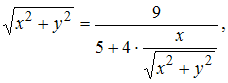 √(x² + y²) = 9 / (5 + 4 · x / √(x² + y²)),